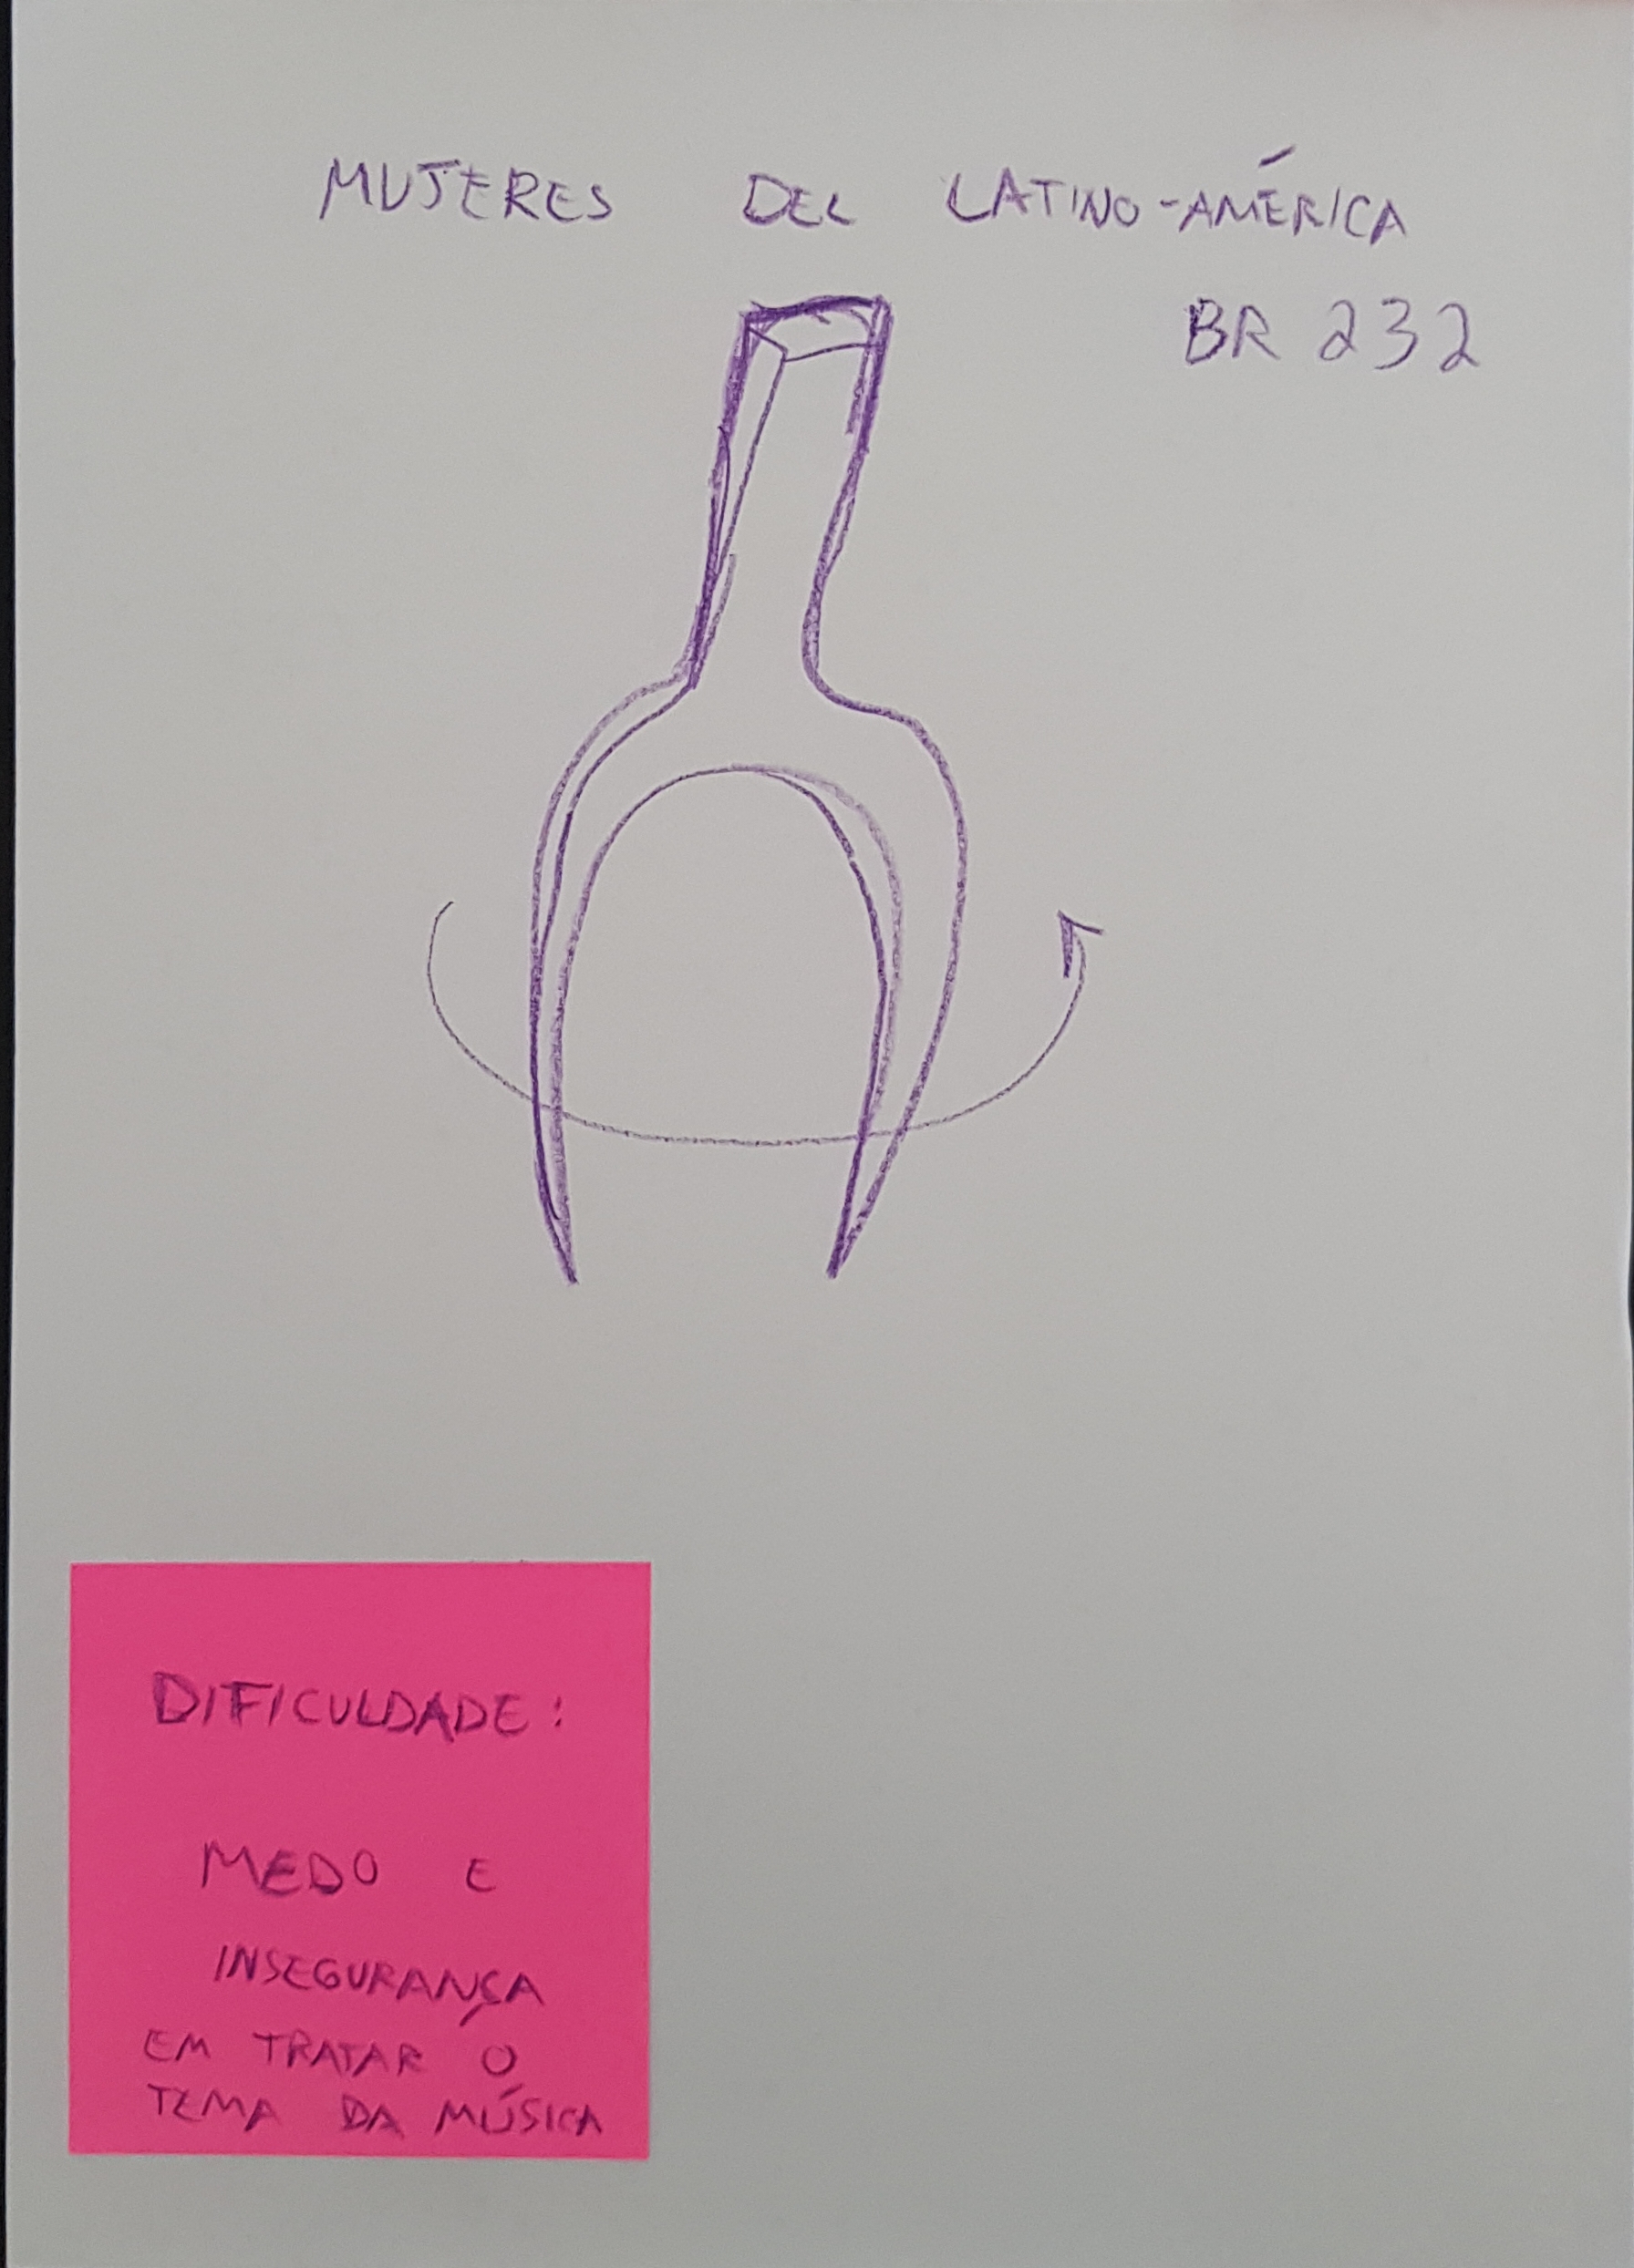 MUJERES DEL LATINO-AMÉRICA
BR 232
DIFICULDADE:
MEDO E
INSEGURANÇA
EM TRATAR O
TEMA DA MÚSICA